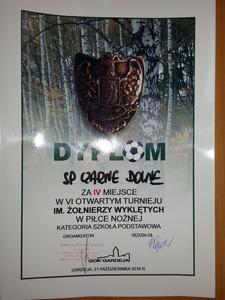 DYPLOM
SP CZARNE DOLNE
ZA IV MIEJSCE
W VI OTWARTYM TURNIEJU
IM. ŻOŁNIERZY WYKLĘTYCH
W PIŁCE NOŻNEJ
KATEGORIA SZKOŁA PODSTAWOWA
ORGANIZATOR
SĘDZIA GŁ.
GOK GARDEJA
GARDEJA, 21 PAŹDZIERNIKA 2016 R.